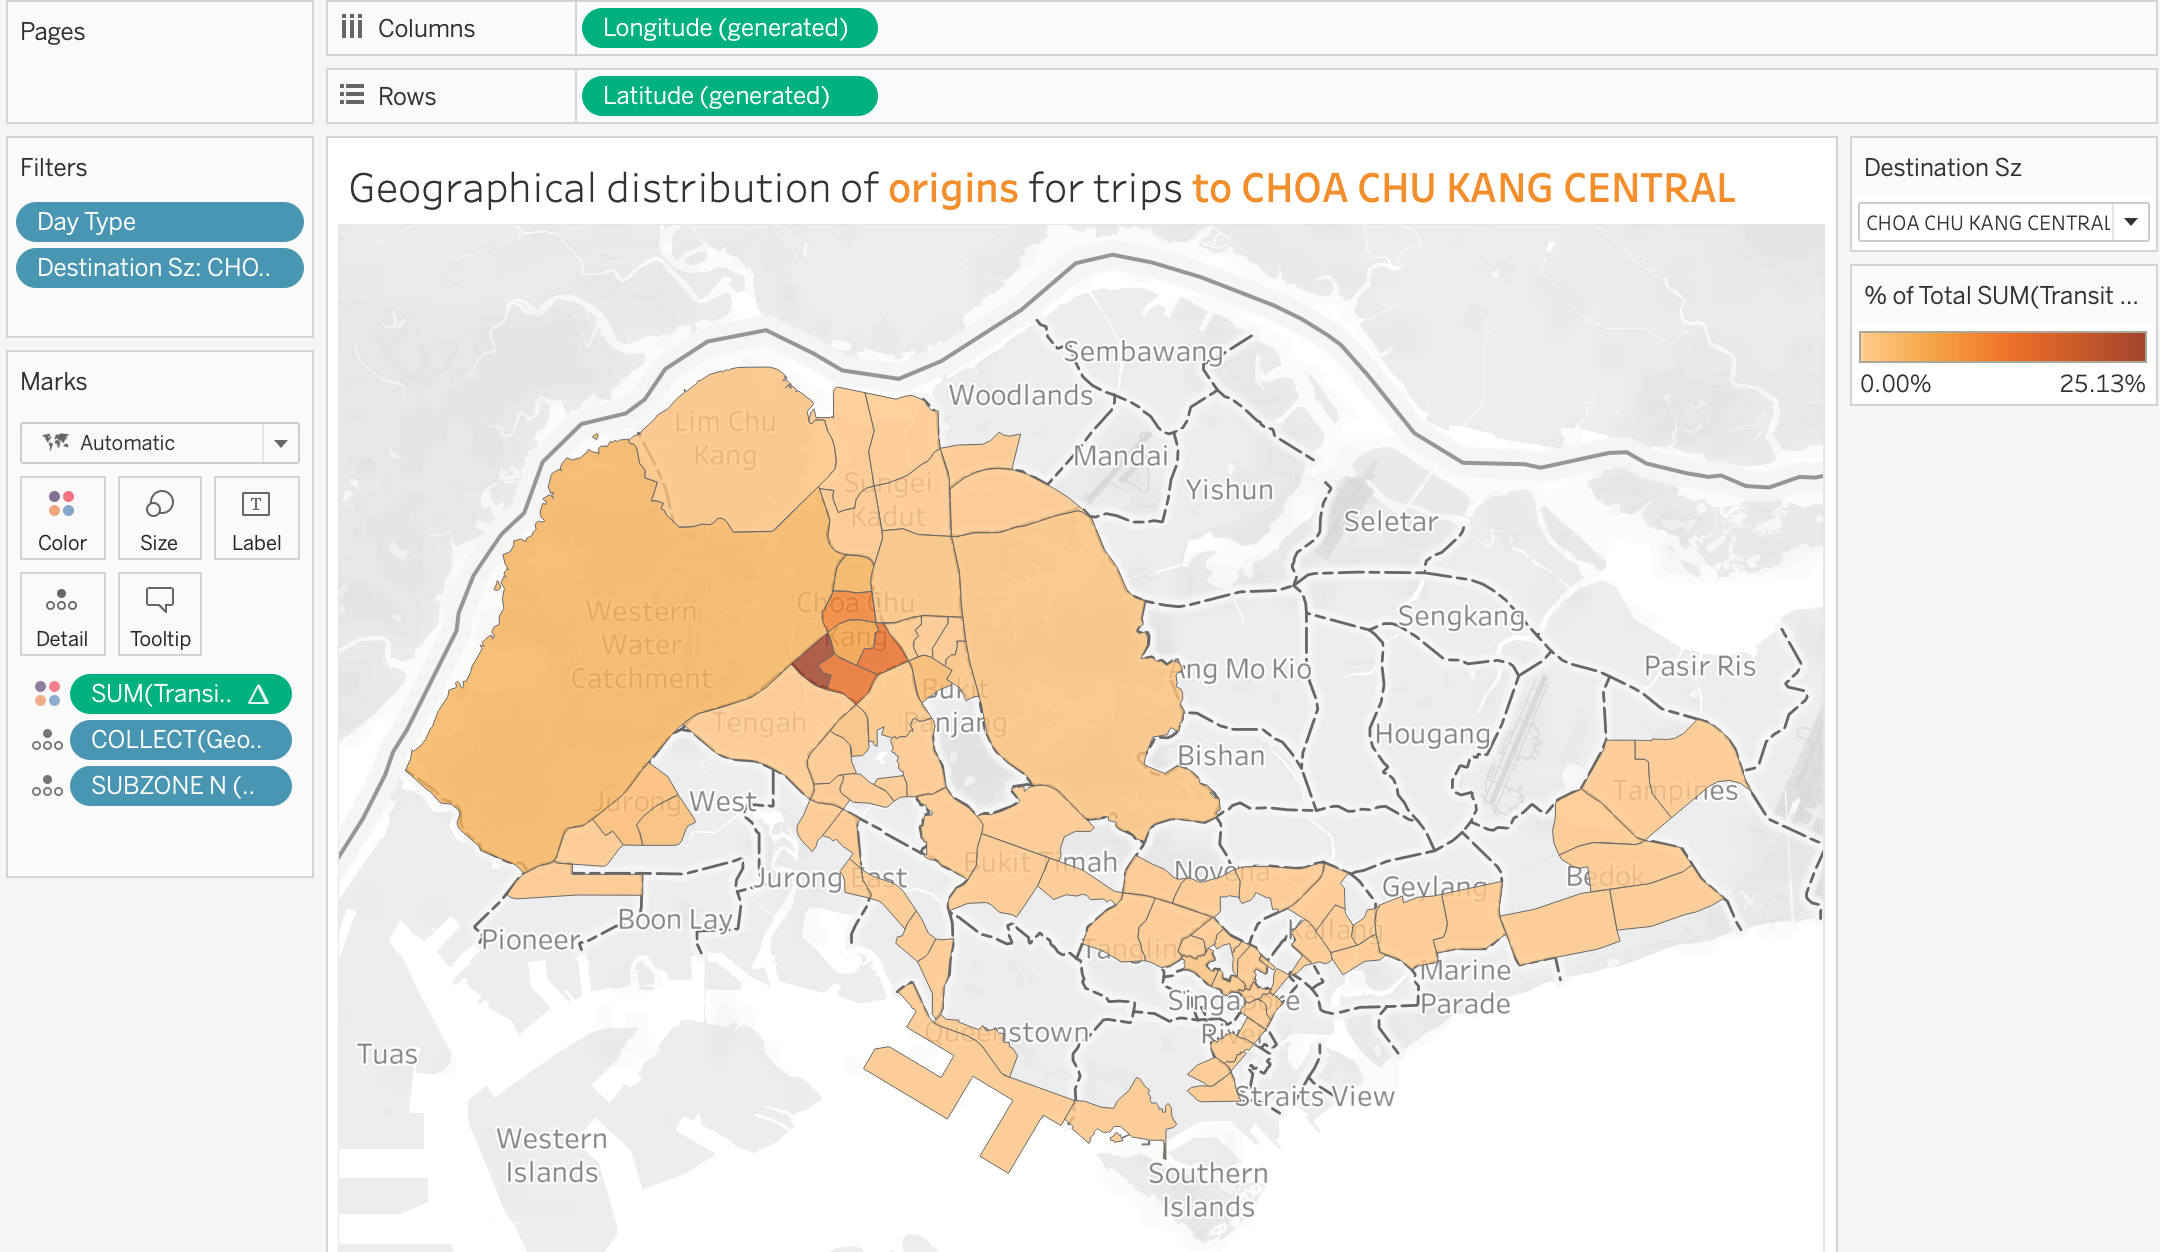 Pages
Columns
Longitude (generated)
Rows
Latitude (generated)
Filters
Day Type
Destination Sz: CHO..
Marks
Automatic
Color
Size
T
Label
Detail
Tooltip
SUM(Transi.. △
COLLECT(Geo..
SUBZONE N (..
Geographical distribution of origins for trips to CHOA CHU KANG CENTRAL
Sembawang
Woodlands
Lim Chu
Kang
Mandai
Sungei
Kadut
Yishun
Seletar
Choa Chu
Kang
Western
Water
Catchment
Sengkang
Ang Mo Kio
Pasir Ris
Bukit
Panjang
Tengah
Hougang
Bishan
Tampines
Jurong West
Bukit Timah
Novena
Jurong East
Geylang
Bedok
Boon Lay
Pioneer
Kallang
Tanglin
Marine
Parade
Singapore
River
Queenstown
Tuas
Straits View
Western
Islands
Southern
Islands
Destination Sz
CHOA CHU KANG CENTRAL
% of Total SUM(Transit ...
0.00%
25.13%